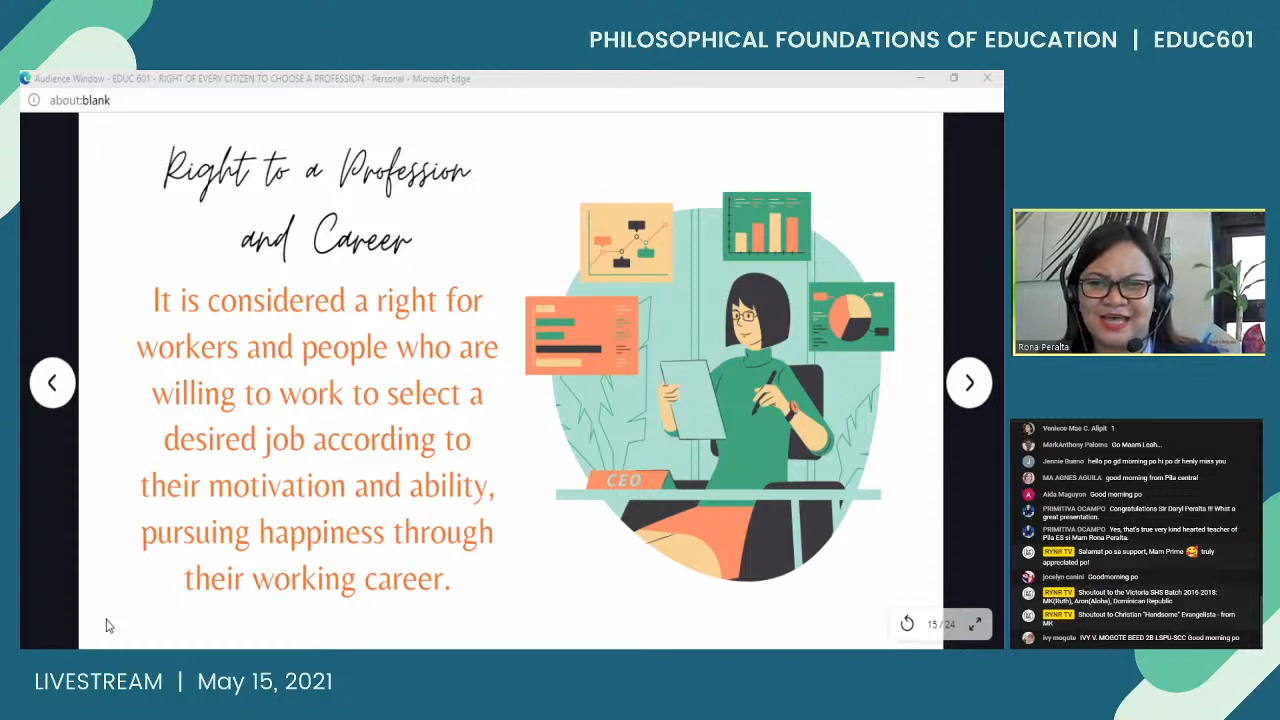 PHILOSOPHICAL FOUNDATIONS OF EDUCATION | EDUC601
Audience Window - EDUC 601 - RIGHT OF EVERY CITIZEN TO CHOOSE A PROFESSION - Personal - Microsoft Edge
about:blank
Right to a Profession
and Career
It is considered a right for
workers and people who are
willing to work to select a
desired job according to
their motivation and ability,
pursuing happiness through
their working career.
CEO
15 / 24
Rona Peralta
Veniece Mae C. Alipit 1
MarkAnthony Paloma Go Maam Leah...
Jennie Bueno hello po gd morning po hi po dr henly miss you
MA AGNES AGUILA good morning from Pila central
Aida Maguyon Good morning po
PRIMITIVA OCAMPO Congratulations Sir Daryl Peralta !!! What a
great presentation.
PRIMITIVA OCAMPO Yes, that's true very kind hearted teacher of
Pila ES si Mam Rona Peralta.
RYNR TV Salamat po sa support, Mam Prime 🥰 truly
appreciated po!
jocelyn canini Goodmorning po
RYNR TV Shoutout to the Victoria SHS Batch 2016-2018:
MK(Ruth), Aron(Aloha), Dominican Republic
RYNR TV Shoutout to Christian "Handsome" Evangelista - from
MK
ivy mogote IVY V. MOGOTE BEED 2B LSPU-SCC Good morning po
LIVESTREAM | May 15, 2021